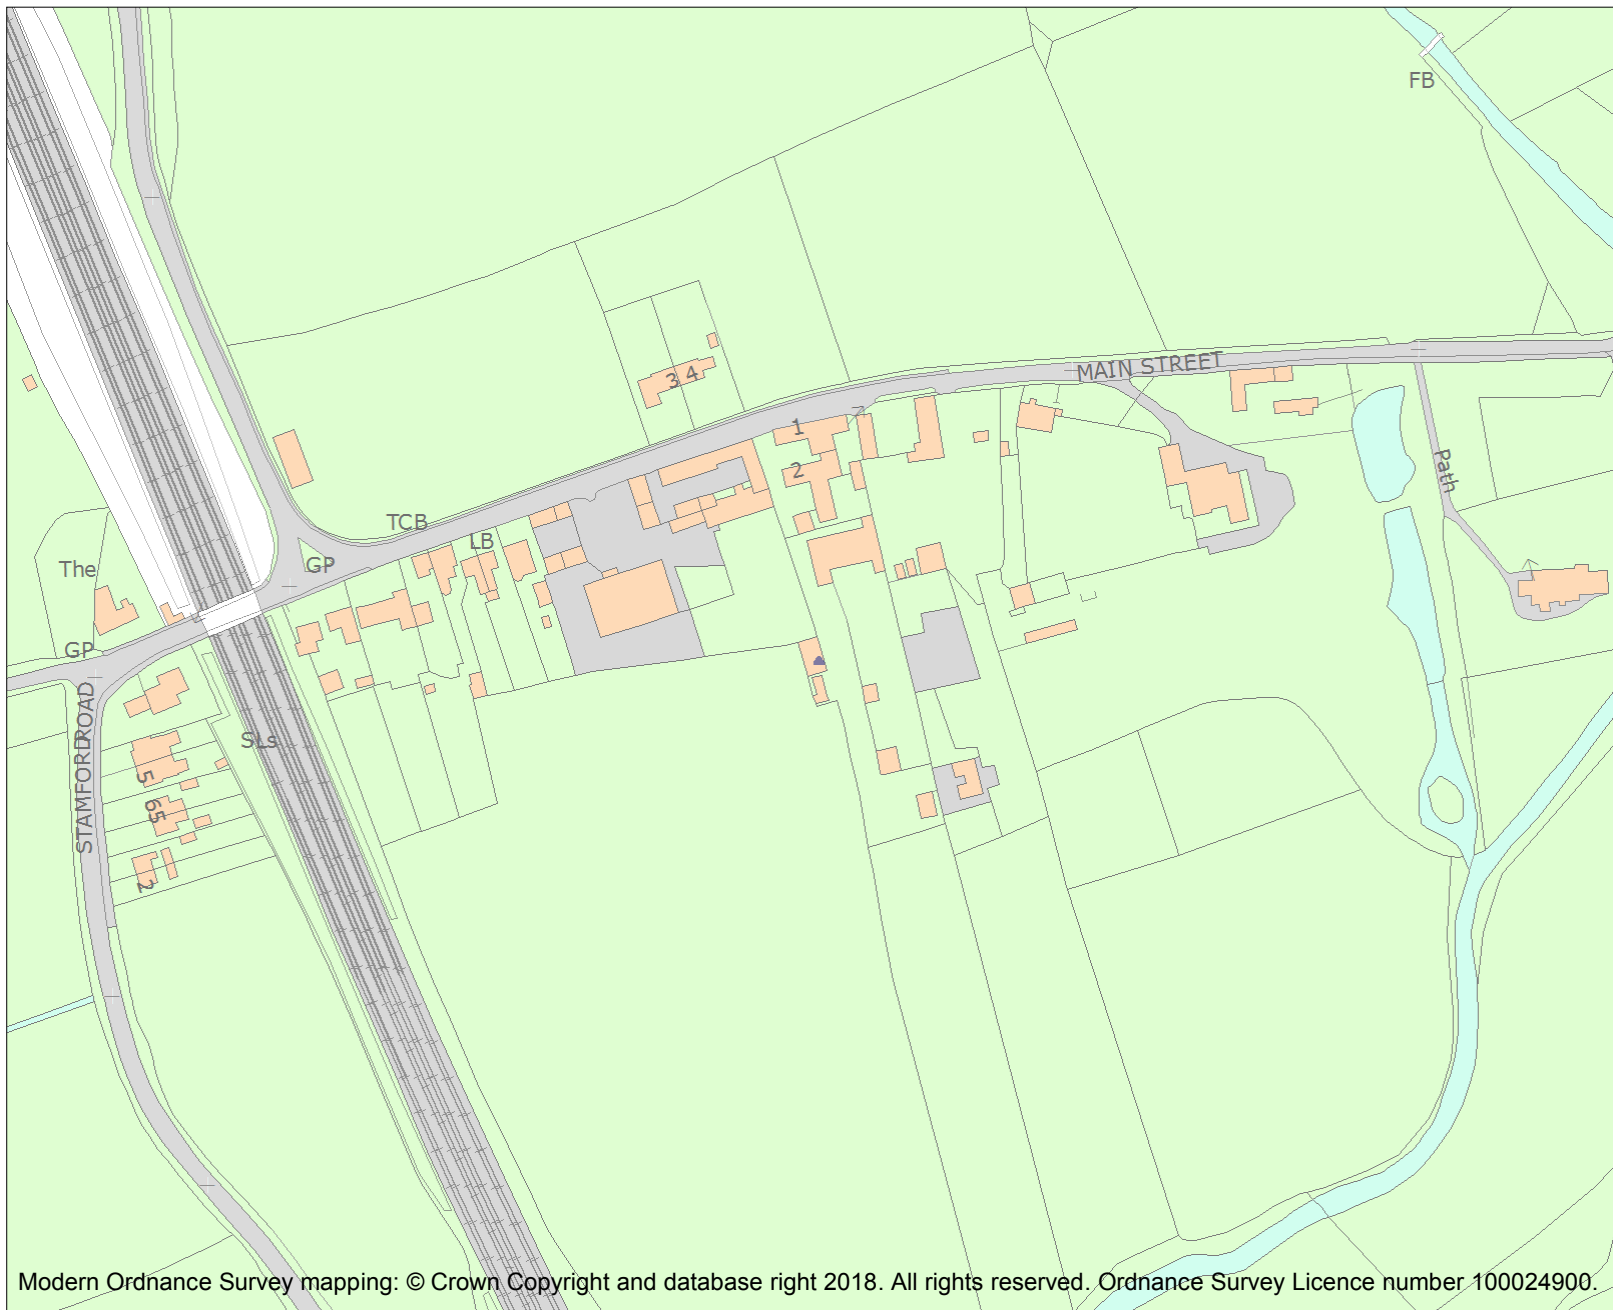 FB
MAIN STREET
3 4
1
2
Path
TCB
LB
GP
The
GP
STAMFORD ROAD
SLs
5
65
2
Modern Ordnance Survey mapping: © Crown Copyright and database right 2018. All rights reserved. Ordnance Survey Licence number 100024900.